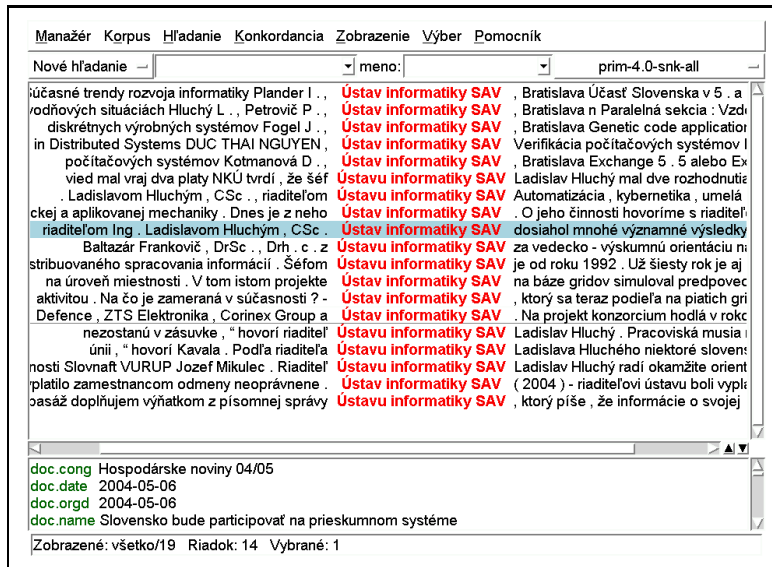 Manažér Korpus Hľadanie Konkordancia Zobrazenie Výber Pomocník
Nové hľadanie meno: prim-4.0-snk-all
Súčasné trendy rozvoja informatiky Plander I . , Ústav informatiky SAV , Bratislava Účasť Slovenska v 5 . a
vodňových situáciách Hluchý L . , Petrovič P . , Ústav informatiky SAV , Bratislava n Paralelná sekcia : Vzd
diskrétnych výrobných systémov Fogel J . , Ústav informatiky SAV , Bratislava Genetic code application
in Distributed Systems DUC THAI NGUYEN , Ústav informatiky SAV Verifikácia počítačových systémov
počítačových systémov Kotmanová D . , Ústav informatiky SAV , Bratislava Exchange 5 . 5 alebo Ex
vied mal vraj dva platy NKÚ tvrdí , že šéf Ústavu informatiky SAV Ladislav Hluchý mal dve rozhodnutia
. Ladislavom Hluchým , CSc . , riaditeľom Ústavu informatiky SAV Automatizácia , kybernetika , umelá
ckej a aplikovanej mechaniky . Dnes je z neho Ústav informatiky SAV . O jeho činnosti hovoríme s riaditeľ
riaditeľom Ing . Ladislavom Hluchým , CSc . Ústav informatiky SAV dosiahol mnohé významné výsledky
Baltazár Frankovič , DrSc . , Drh . c . z Ústavu informatiky SAV za vedecko - výskumnú orientáciu na
stribuovaného spracovania informácií . Šéfom Ústavu informatiky SAV je od roku 1992 . Už šiesty rok je aj
na úroveň miestnosti . V tom istom projekte Ústav informatiky SAV na báze gridov simuloval predpoved
aktivitou . Na čo je zameraná v súčasnosti ? - Ústav informatiky SAV , ktorý sa teraz podieľa na piatich gri
Defence , ZTS Elektronika , Corinex Group a Ústav informatiky SAV . Na projekt konzorcium hodlá v roko
nezostanú v zásuvke , “ hovorí riaditeľ Ústavu informatiky SAV Ladislav Hluchý . Pracoviská musia
únii , “ hovorí Kavala . Podľa riaditeľa Ústavu informatiky SAV Ladislava Hluchého niektoré slovens
nosti Slovnaft VURUP Jozef Mikulec . Riaditeľ Ústavu informatiky SAV Ladislav Hluchý radí okamžite orient
yplatilo zamestnancom odmeny neoprávnene . Ústavu informatiky SAV ( 2004 ) - riaditeľovi ústavu boli vypla
pasáž doplňujem výňatkom z písomnej správy Ústavu informatiky SAV , ktorý píše , že informácie o svojej
doc.cong Hospodárske noviny 04/05
doc.date 2004-05-06
doc.orgd 2004-05-06
doc.name Slovensko bude participovať na prieskumnom systéme
Zobrazené: všetko/19 Riadok: 14 Vybrané: 1